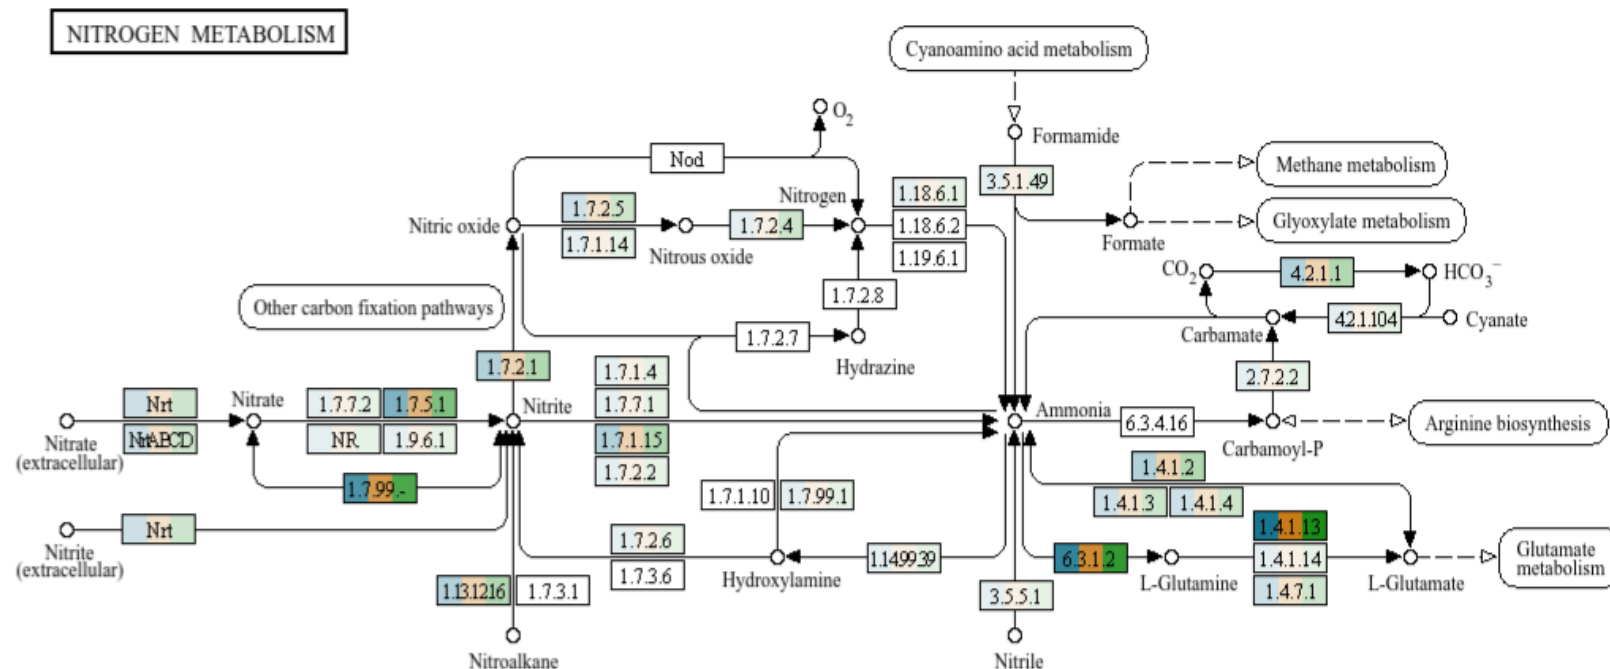 NITROGEN METABOLISM
Cyanoamino acid metabolism
O2
Formamide
Nod
Methane metabolism
3.5.1.49
Nitrogen
1.18.6.1
1.7.2.5
Glyoxylate metabolism
Nitric oxide
1.7.2.4
1.18.6.2
1.7.1.14
Formate
Nitrous oxide
1.19.6.1
CO2
4.2.1.1
HCO3−
1.7.2.8
Other carbon fixation pathways
4.2.1.104
Cyanate
Carbamate
1.7.2.7
Hydrazine
1.7.2.1
1.7.1.4
2.7.2.2
Nrt
Nitrate
1.7.7.2
1.7.5.1
Nitrite
1.7.7.1
Ammonia
6.3.4.16
Arginine biosynthesis
Nitrate
(extracellular)
NrtABCD
NR
1.9.6.1
1.7.1.15
Carbamoyl-P
1.7.2.2
1.4.1.2
1.7.99.-
1.7.1.10
1.7.99.1
1.4.1.3
1.4.1.4
Nrt
1.4.1.13
Nitrite
(extracellular)
1.7.2.6
1.14.99.39
6.3.1.2
1.4.1.14
Glutamate
metabolism
1.7.3.6
Hydroxylamine
L-Glutamine
L-Glutamate
1.13.12.16
1.7.3.1
3.5.5.1
1.4.7.1
Nitroalkane
Nitrile